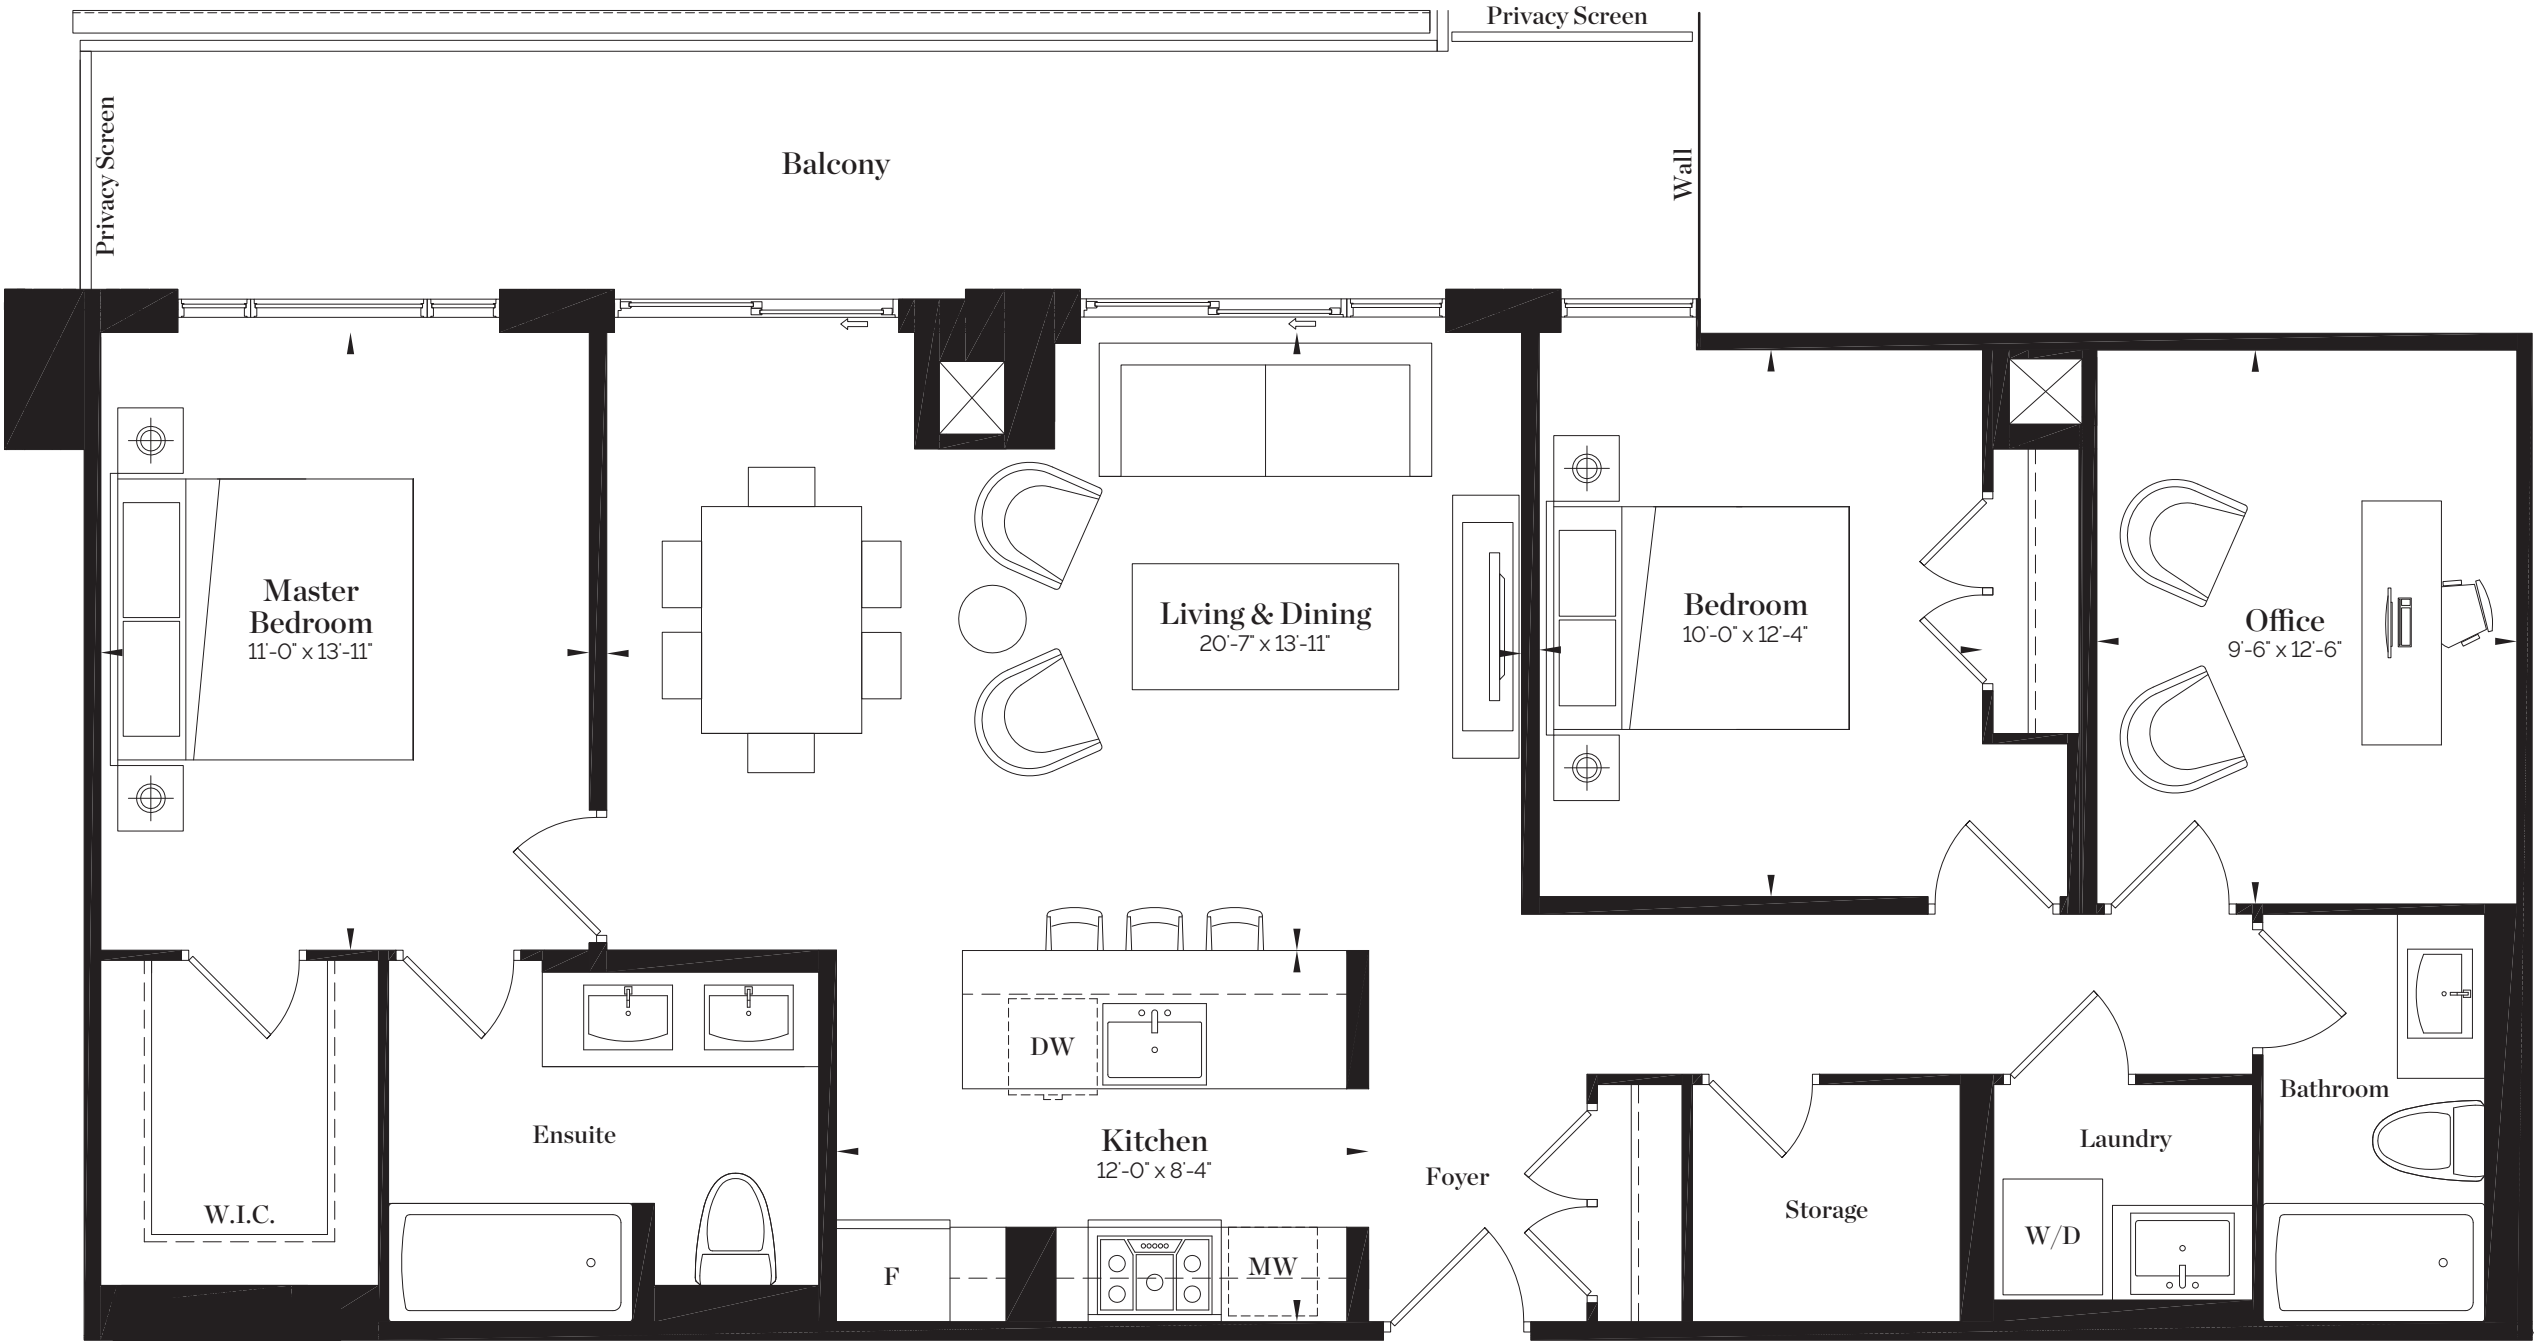 Privacy Screen
Privacy Screen
Balcony
Wall
Master
Bedroom
11'-0" x 13'-11"
Living & Dining
20'-7" x 13'-11"
Bedroom
10'-0" x 12'-4"
Office
9'-6" x 12'-6"
DW
Bathroom
Ensuite
Kitchen
12'-0" x 8'-4"
Laundry
Foyer
W.I.C.
Storage
W/D
F
MW